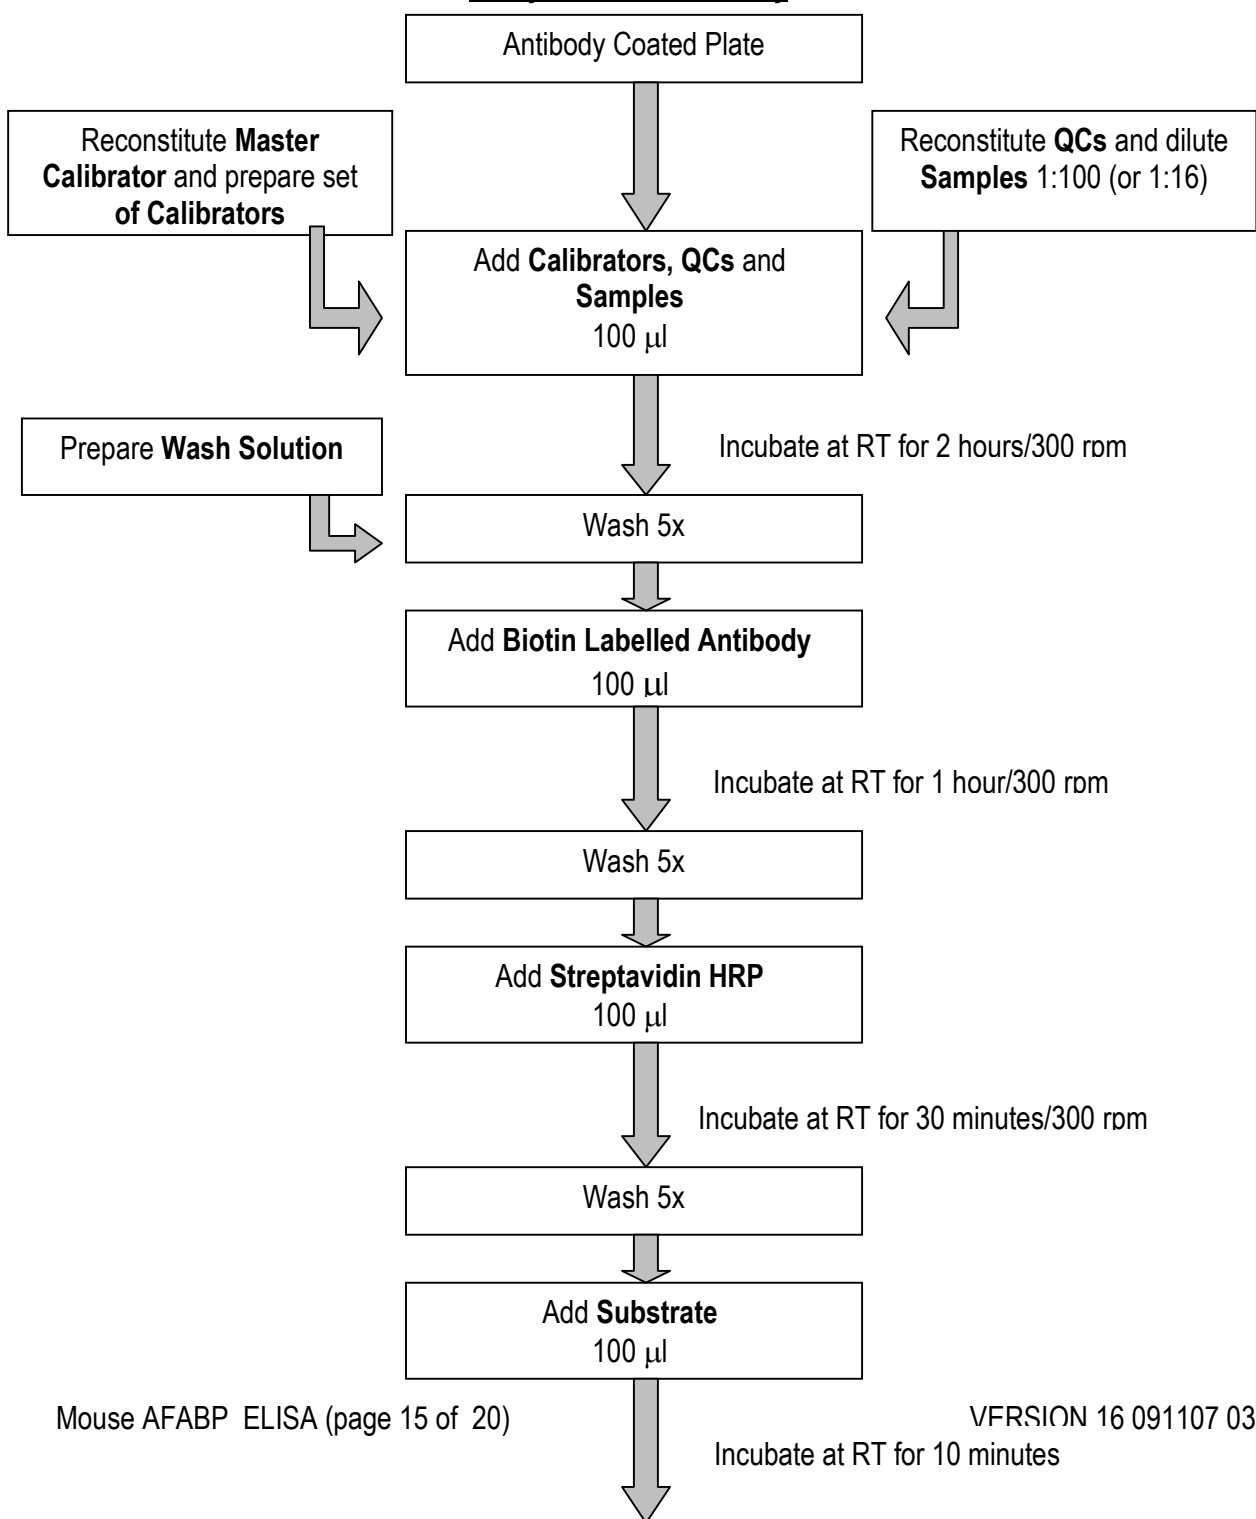 Antibody Coated Plate
Reconstitute Master
Calibrator and prepare set
of Calibrators
Reconstitute QCs and dilute
Samples 1:100 (or 1:16)
Add Calibrators, QCs and
Samples
100 µl
Prepare Wash Solution
Incubate at RT for 2 hours/300 rpm
Wash 5x
Add Biotin Labelled Antibody
100 µl
Incubate at RT for 1 hour/300 rpm
Wash 5x
Add Streptavidin HRP
100 µl
Incubate at RT for 30 minutes/300 rpm
Wash 5x
Add Substrate
100 µl
Mouse AFABP ELISA (page 15 of 20)
VERSION 16 091107 03
Incubate at RT for 10 minutes